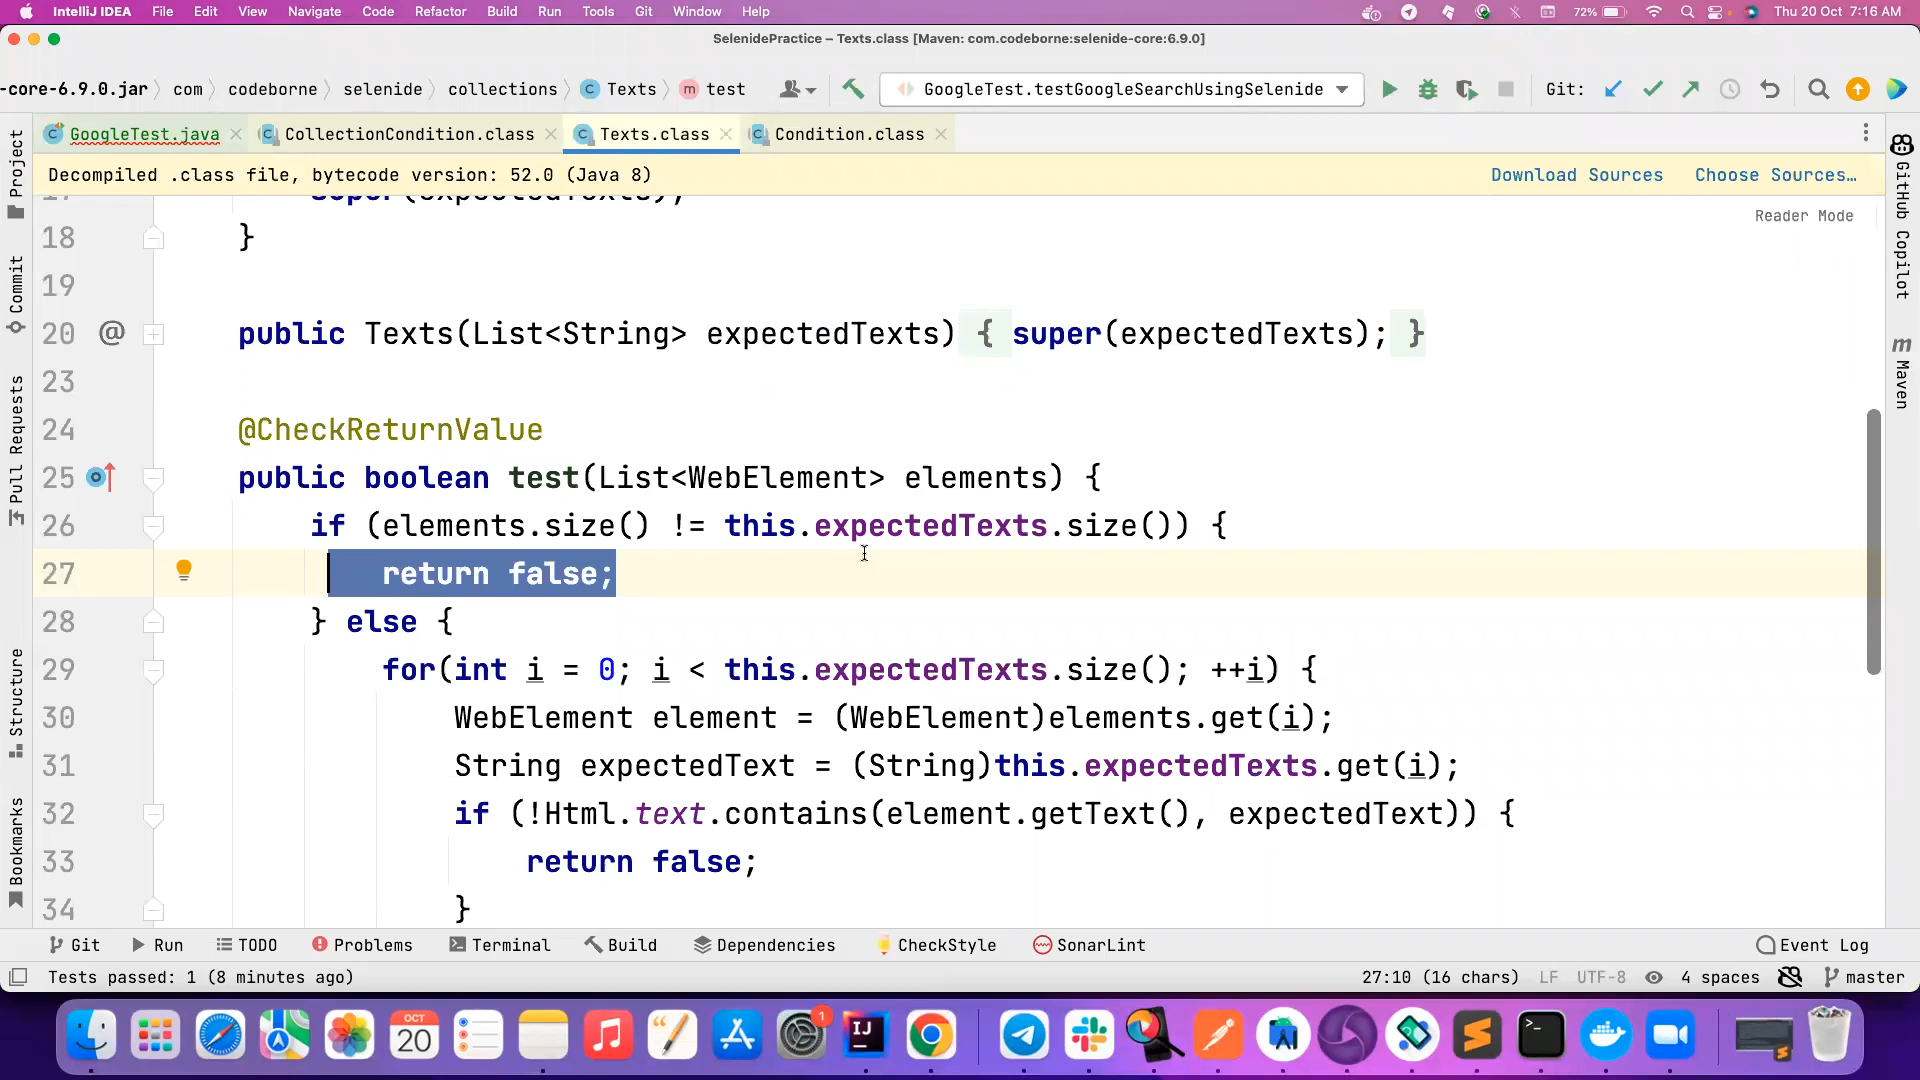 IntelliJ IDEA File Edit View Navigate Code Refactor Build Run Tools Git Window Help 72% Thu 20 Oct 7:16 AM
SelenidePractice – Texts.class [Maven: com.codeborne:selenide-core:6.9.0]
-core-6.9.0.jar com codeborne selenide collections C Texts m test GoogleTest.testGoogleSearchUsingSelenide Git:
GoogleTest.java CollectionCondition.class Texts.class Condition.class
Decompiled .class file, bytecode version: 52.0 (Java 8) Download Sources Choose Sources…
Reader Mode
17 super(expectedTexts);
18 }
19
20 @ public Texts(List<String> expectedTexts) { super(expectedTexts); }
23
24 @CheckReturnValue
25 public boolean test(List<WebElement> elements) {
26 if (elements.size() != this.expectedTexts.size()) {
27 return false;
28 } else {
29 for(int i = 0; i < this.expectedTexts.size(); ++i) {
30 WebElement element = (WebElement)elements.get(i);
31 String expectedText = (String)this.expectedTexts.get(i);
32 if (!Html.text.contains(element.getText(), expectedText)) {
33 return false;
34 }
Project
Commit
Pull Requests
Structure
Bookmarks
GitHub Copilot
m Maven
Git Run TODO Problems Terminal Build Dependencies CheckStyle SonarLint Event Log
Tests passed: 1 (8 minutes ago) 27:10 (16 chars) LF UTF-8 4 spaces master
OCT
20
1
IJ